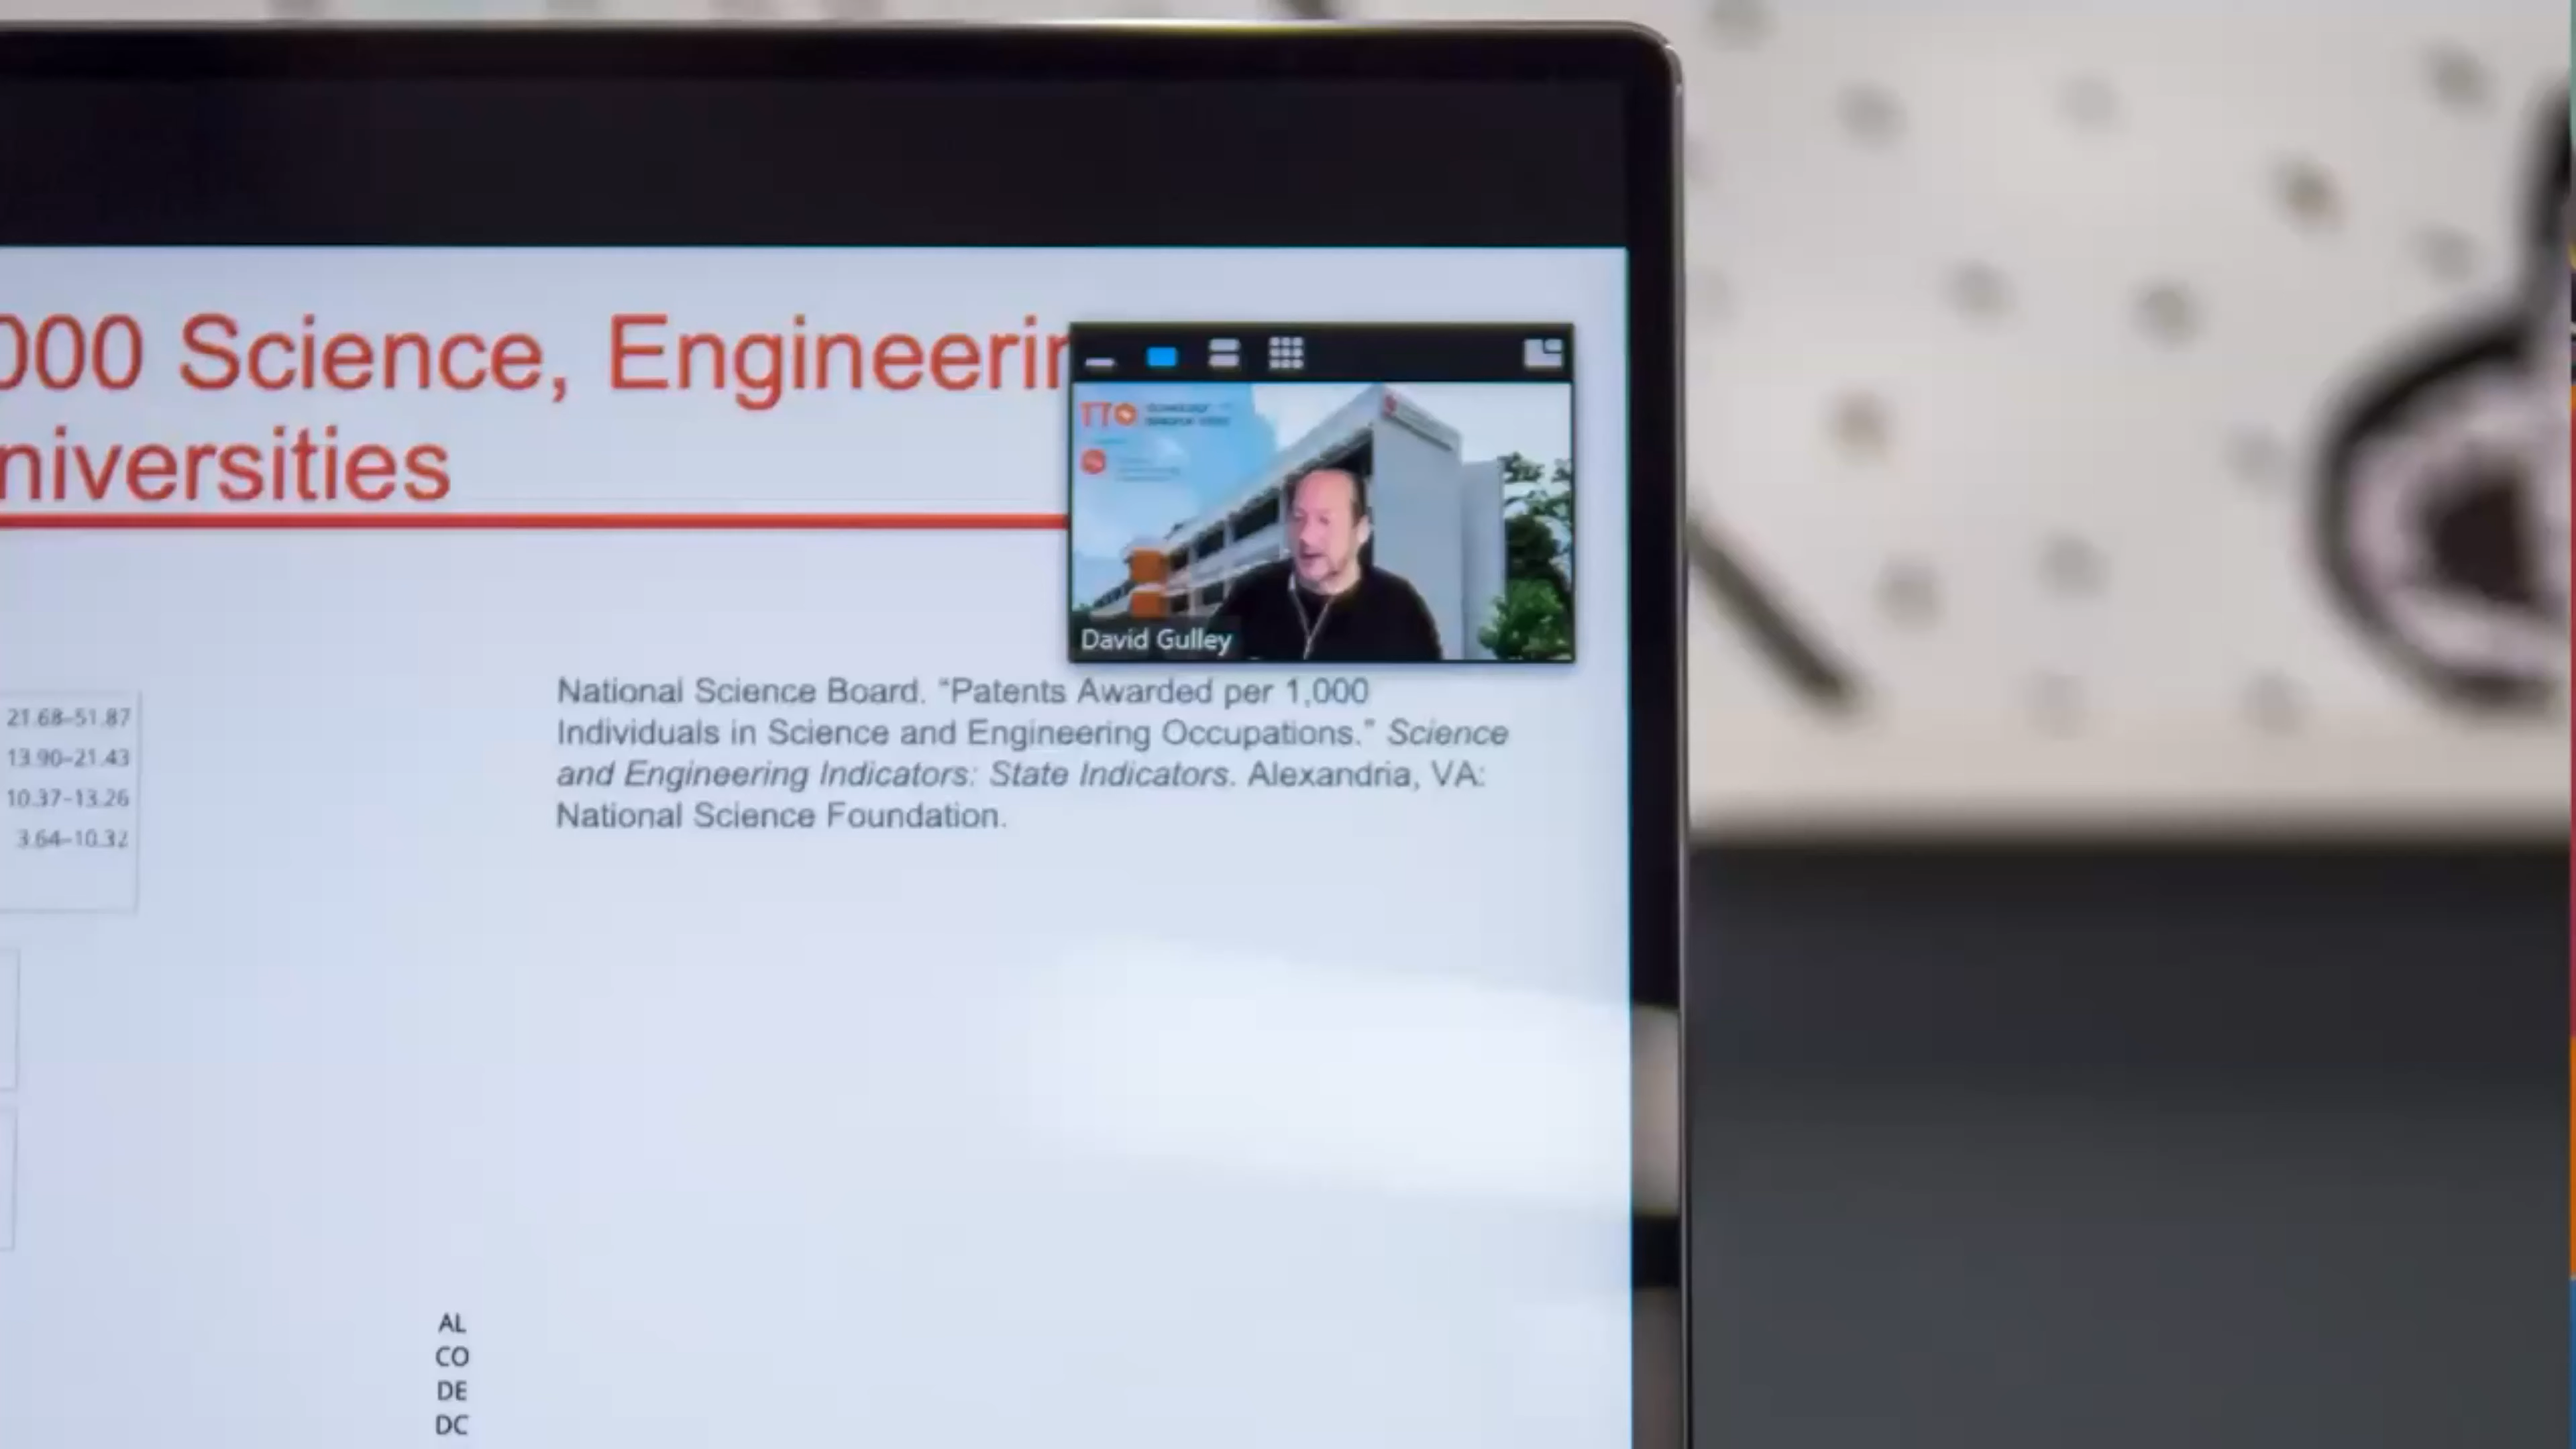 000 Science, Engineerin
niversities
TTO
David Gulley
National Science Board. “Patents Awarded per 1,000
Individuals in Science and Engineering Occupations.” Science
and Engineering Indicators: State Indicators. Alexandria, VA:
National Science Foundation.
21.68–51.87
13.90–21.43
10.37–13.26
3.64–10.32
AL
CO
DE
DC